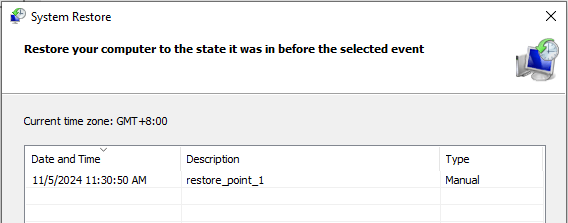 System Restore
Restore your computer to the state it was in before the selected event
Current time zone: GMT+8:00
Date and Time Description Type
11/5/2024 11:30:50 AM restore_point_1 Manual